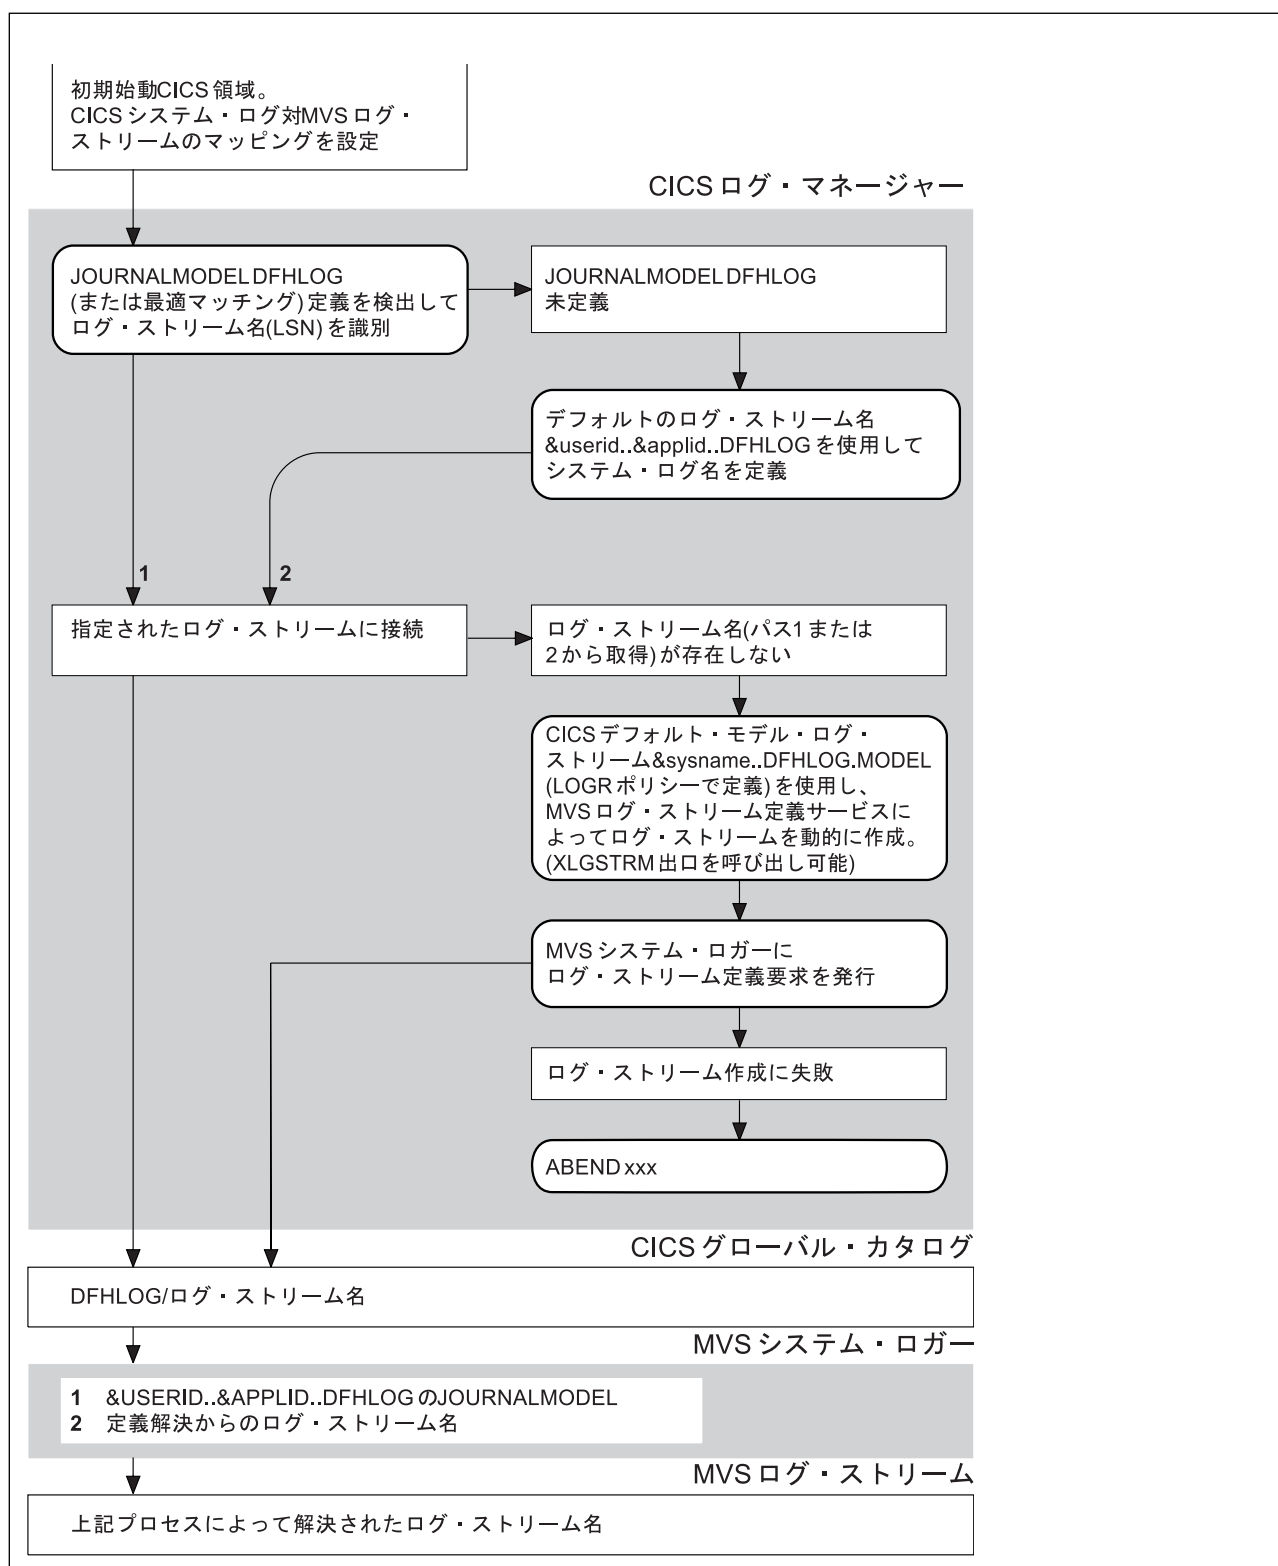 初期始動CICS 領域。
CICS システム・ログ対MVS ログ・
ストリームのマッピングを設定
CICS ログ・マネージャー
JOURNALMODEL DFHLOG
(または最適マッチング) 定義を検出して
ログ・ストリーム名(LSN) を識別
JOURNALMODEL DFHLOG
未定義
デフォルトのログ・ストリーム名
&userid..&applid..DFHLOG を使用して
システム・ログ名を定義
1
2
指定されたログ・ストリームに接続
ログ・ストリーム名(パス1 または
2 から取得) が存在しない
CICS デフォルト・モデル・ログ・
ストリーム&sysname..DFHLOG.MODEL
(LOGR ポリシーで定義) を使用し、
MVS ログ・ストリーム定義サービスに
よってログ・ストリームを動的に作成。
(XLGSTRM 出口を呼び出し可能)
MVS システム・ロガーに
ログ・ストリーム定義要求を発行
ログ・ストリーム作成に失敗
ABEND xxx
CICS グローバル・カタログ
DFHLOG/ログ・ストリーム名
MVS システム・ロガー
1 &USERID..&APPLID..DFHLOG のJOURNALMODEL
2 定義解決からのログ・ストリーム名
MVS ログ・ストリーム
上記プロセスによって解決されたログ・ストリーム名